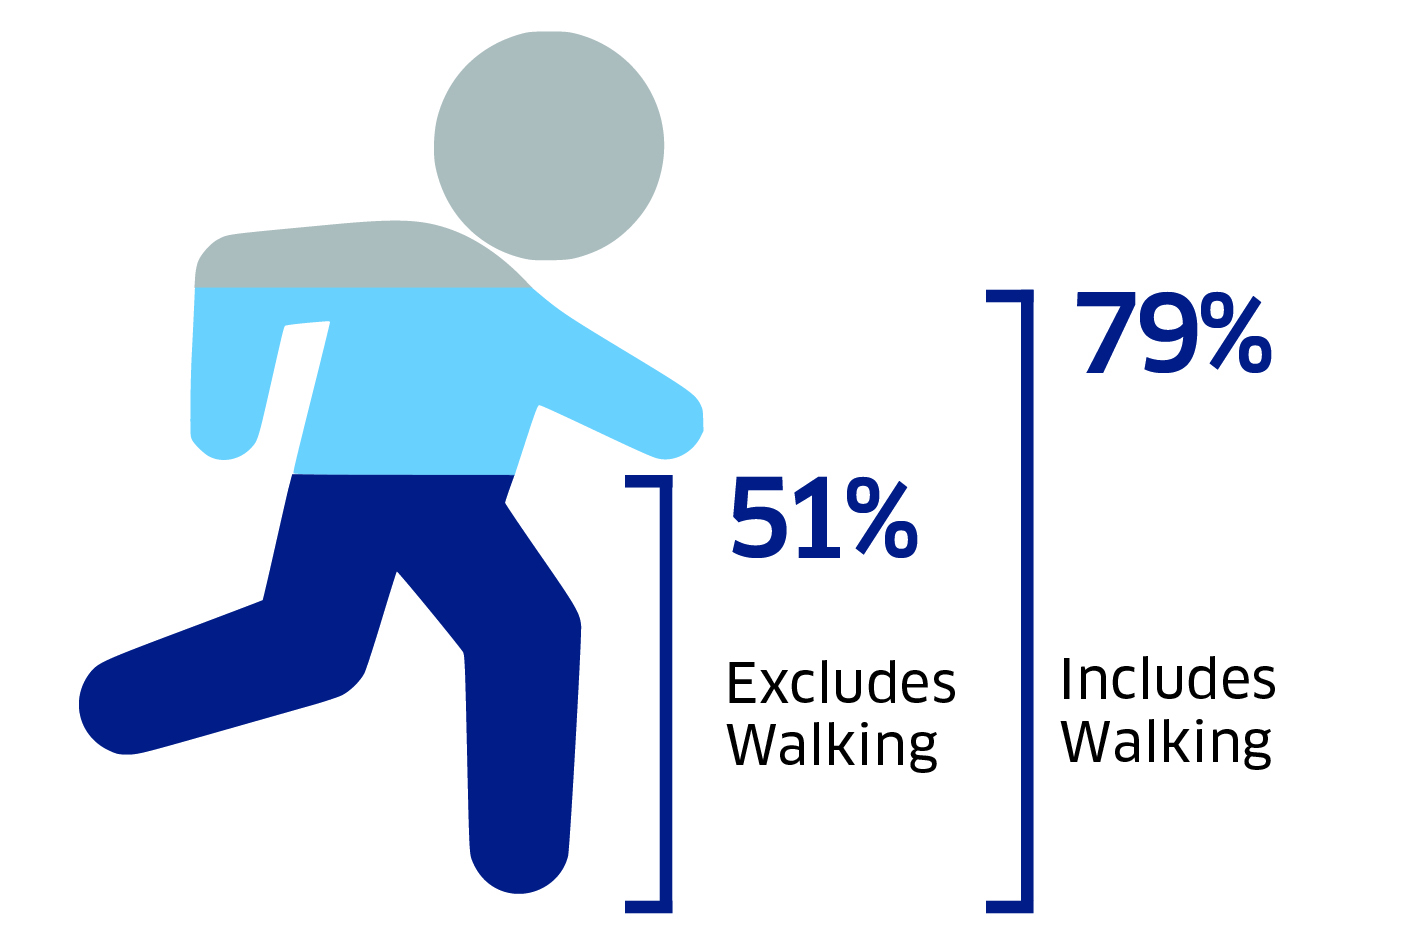 79%
51%
Excludes
Walking
Includes
Walking